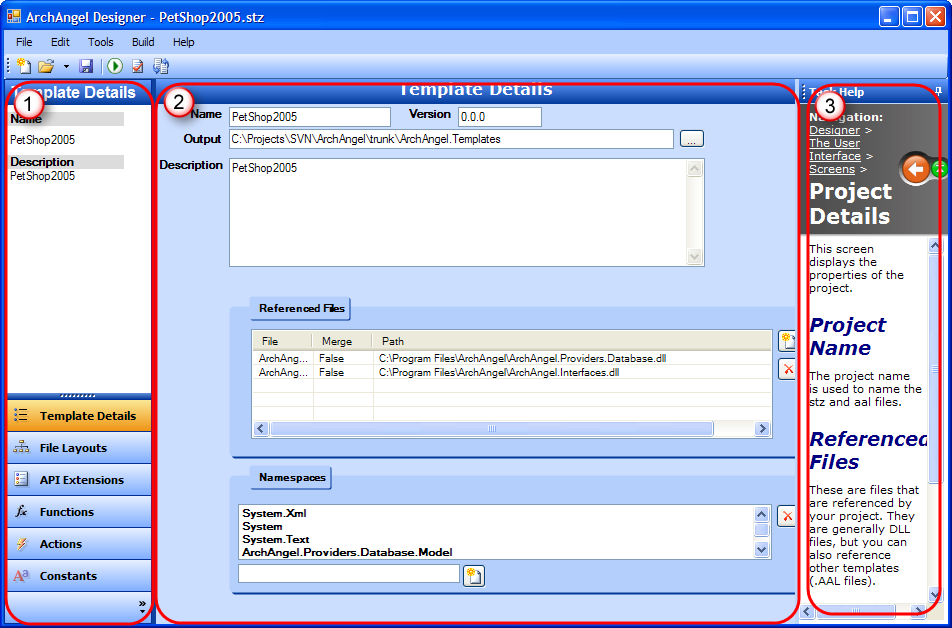 ArchAngel Designer - PetShop2005.stz
File Edit Tools Build Help
Template Details
1
Name
PetShop2005
Description
PetShop2005
Template Details
File Layouts
API Extensions
Functions
Actions
Constants
Template Details
2
Name PetShop2005 Version 0.0.0
Output C:\Projects\SVN\ArchAngel\trunk\ArchAngel.Templates ...
Description PetShop2005
Referenced Files
File Merge Path
ArchAng... False C:\Program Files\ArchAngel\ArchAngel.Providers.Database.dll
ArchAng... False C:\Program Files\ArchAngel\ArchAngel.Interfaces.dll
Namespaces
System.Xml
System
System.Text
ArchAngel.Providers.Database.Model
Task Help
3
Navigation:
Designer >
The User
Interface >
Screens >
Project
Details
This screen
displays the
properties of the
project.
Project
Name
The project name
is used to name the
stz and aal files.
Referenced
Files
These are files that
are referenced by
your project. They
are generally DLL
files, but you can
also reference
other templates
(.AAL files).